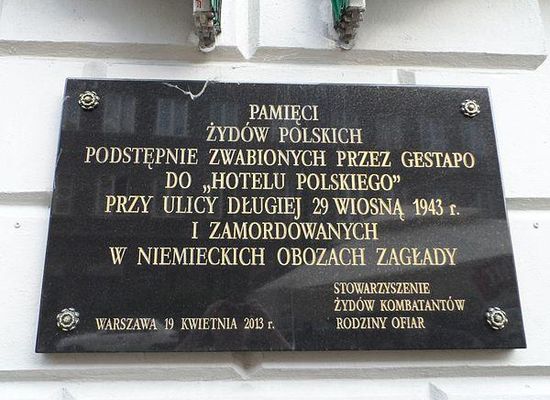 PAMIĘCI
ŻYDÓW POLSKICH
PODSTĘPNIE ZWABIONYCH PRZEZ GESTAPO
DO „HOTELU POLSKIEGO”
PRZY ULICY DŁUGIEJ 29 WIOSNĄ 1943 r.
I ZAMORDOWANYCH
W NIEMIECKICH OBOZACH ZAGŁADY
STOWARZYSZENIE
ŻYDÓW KOMBATANTÓW
RODZINY OFIAR
WARSZAWA 19 KWIETNIA 2013 r.